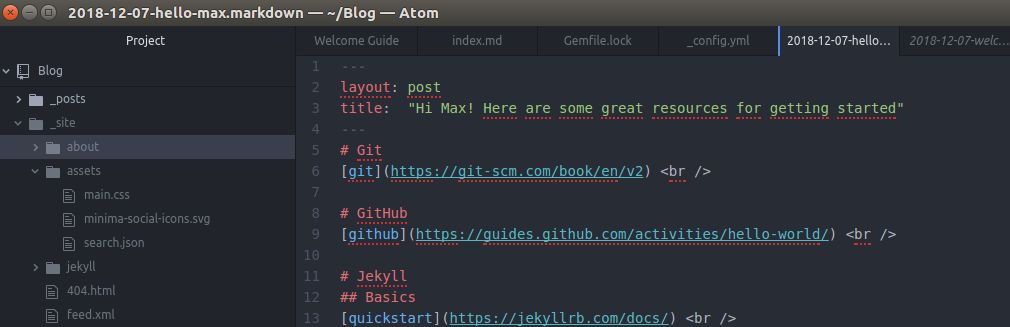 2018-12-07-hello-max.markdown — ~/Blog — Atom
Project
Welcome Guide
index.md
Gemfile.lock
_config.yml
2018-12-07-hello…
2018-12-07-welc…
Blog
_posts
_site
about
assets
main.css
minima-social-icons.svg
search.json
jekyll
404.html
feed.xml
1 ---
2 layout: post
3 title:  "Hi Max! Here are some great resources for getting started"
4 ---
5 # Git
6 [git](https://git-scm.com/book/en/v2) <br />
7
8 # GitHub
9 [github](https://guides.github.com/activities/hello-world/) <br />
10
11 # Jekyll
12 ## Basics
13 [quickstart](https://jekyllrb.com/docs/) <br />